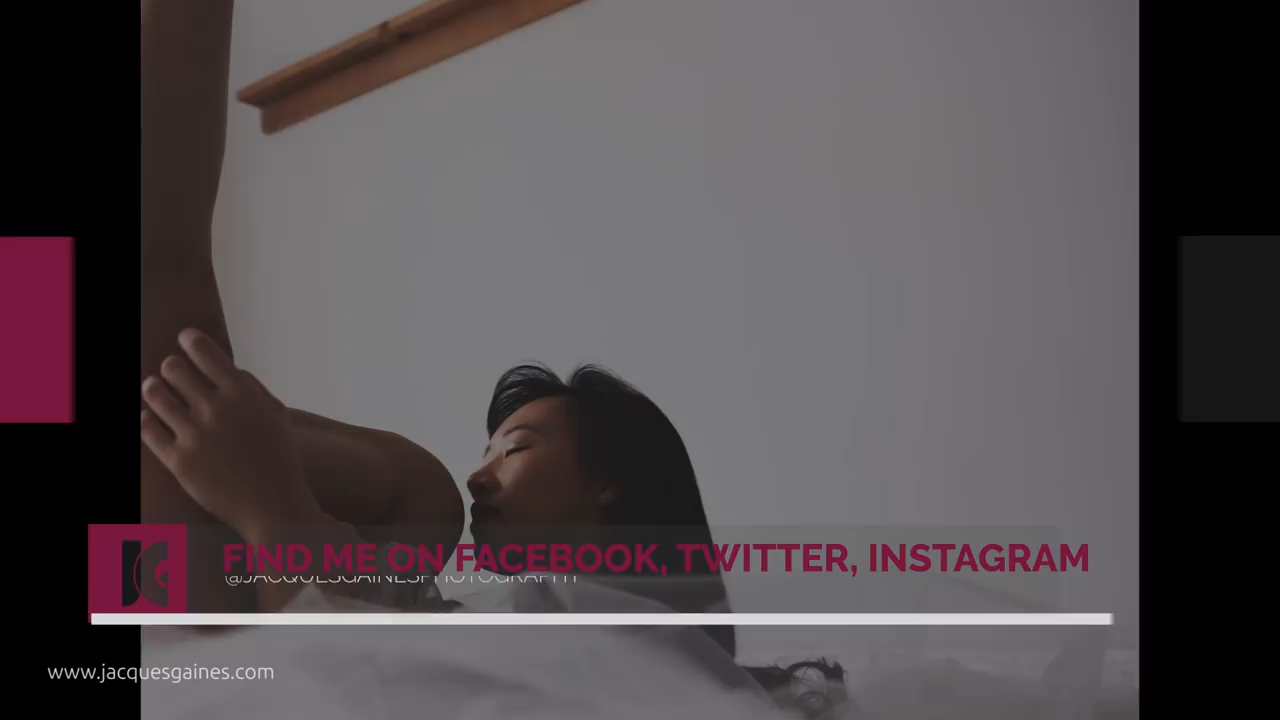 FIND ME ON FACEBOOK, TWITTER, INSTAGRAM
@JACQUESGAINESPHOTOGRAPHY
www.jacquesgaines.com